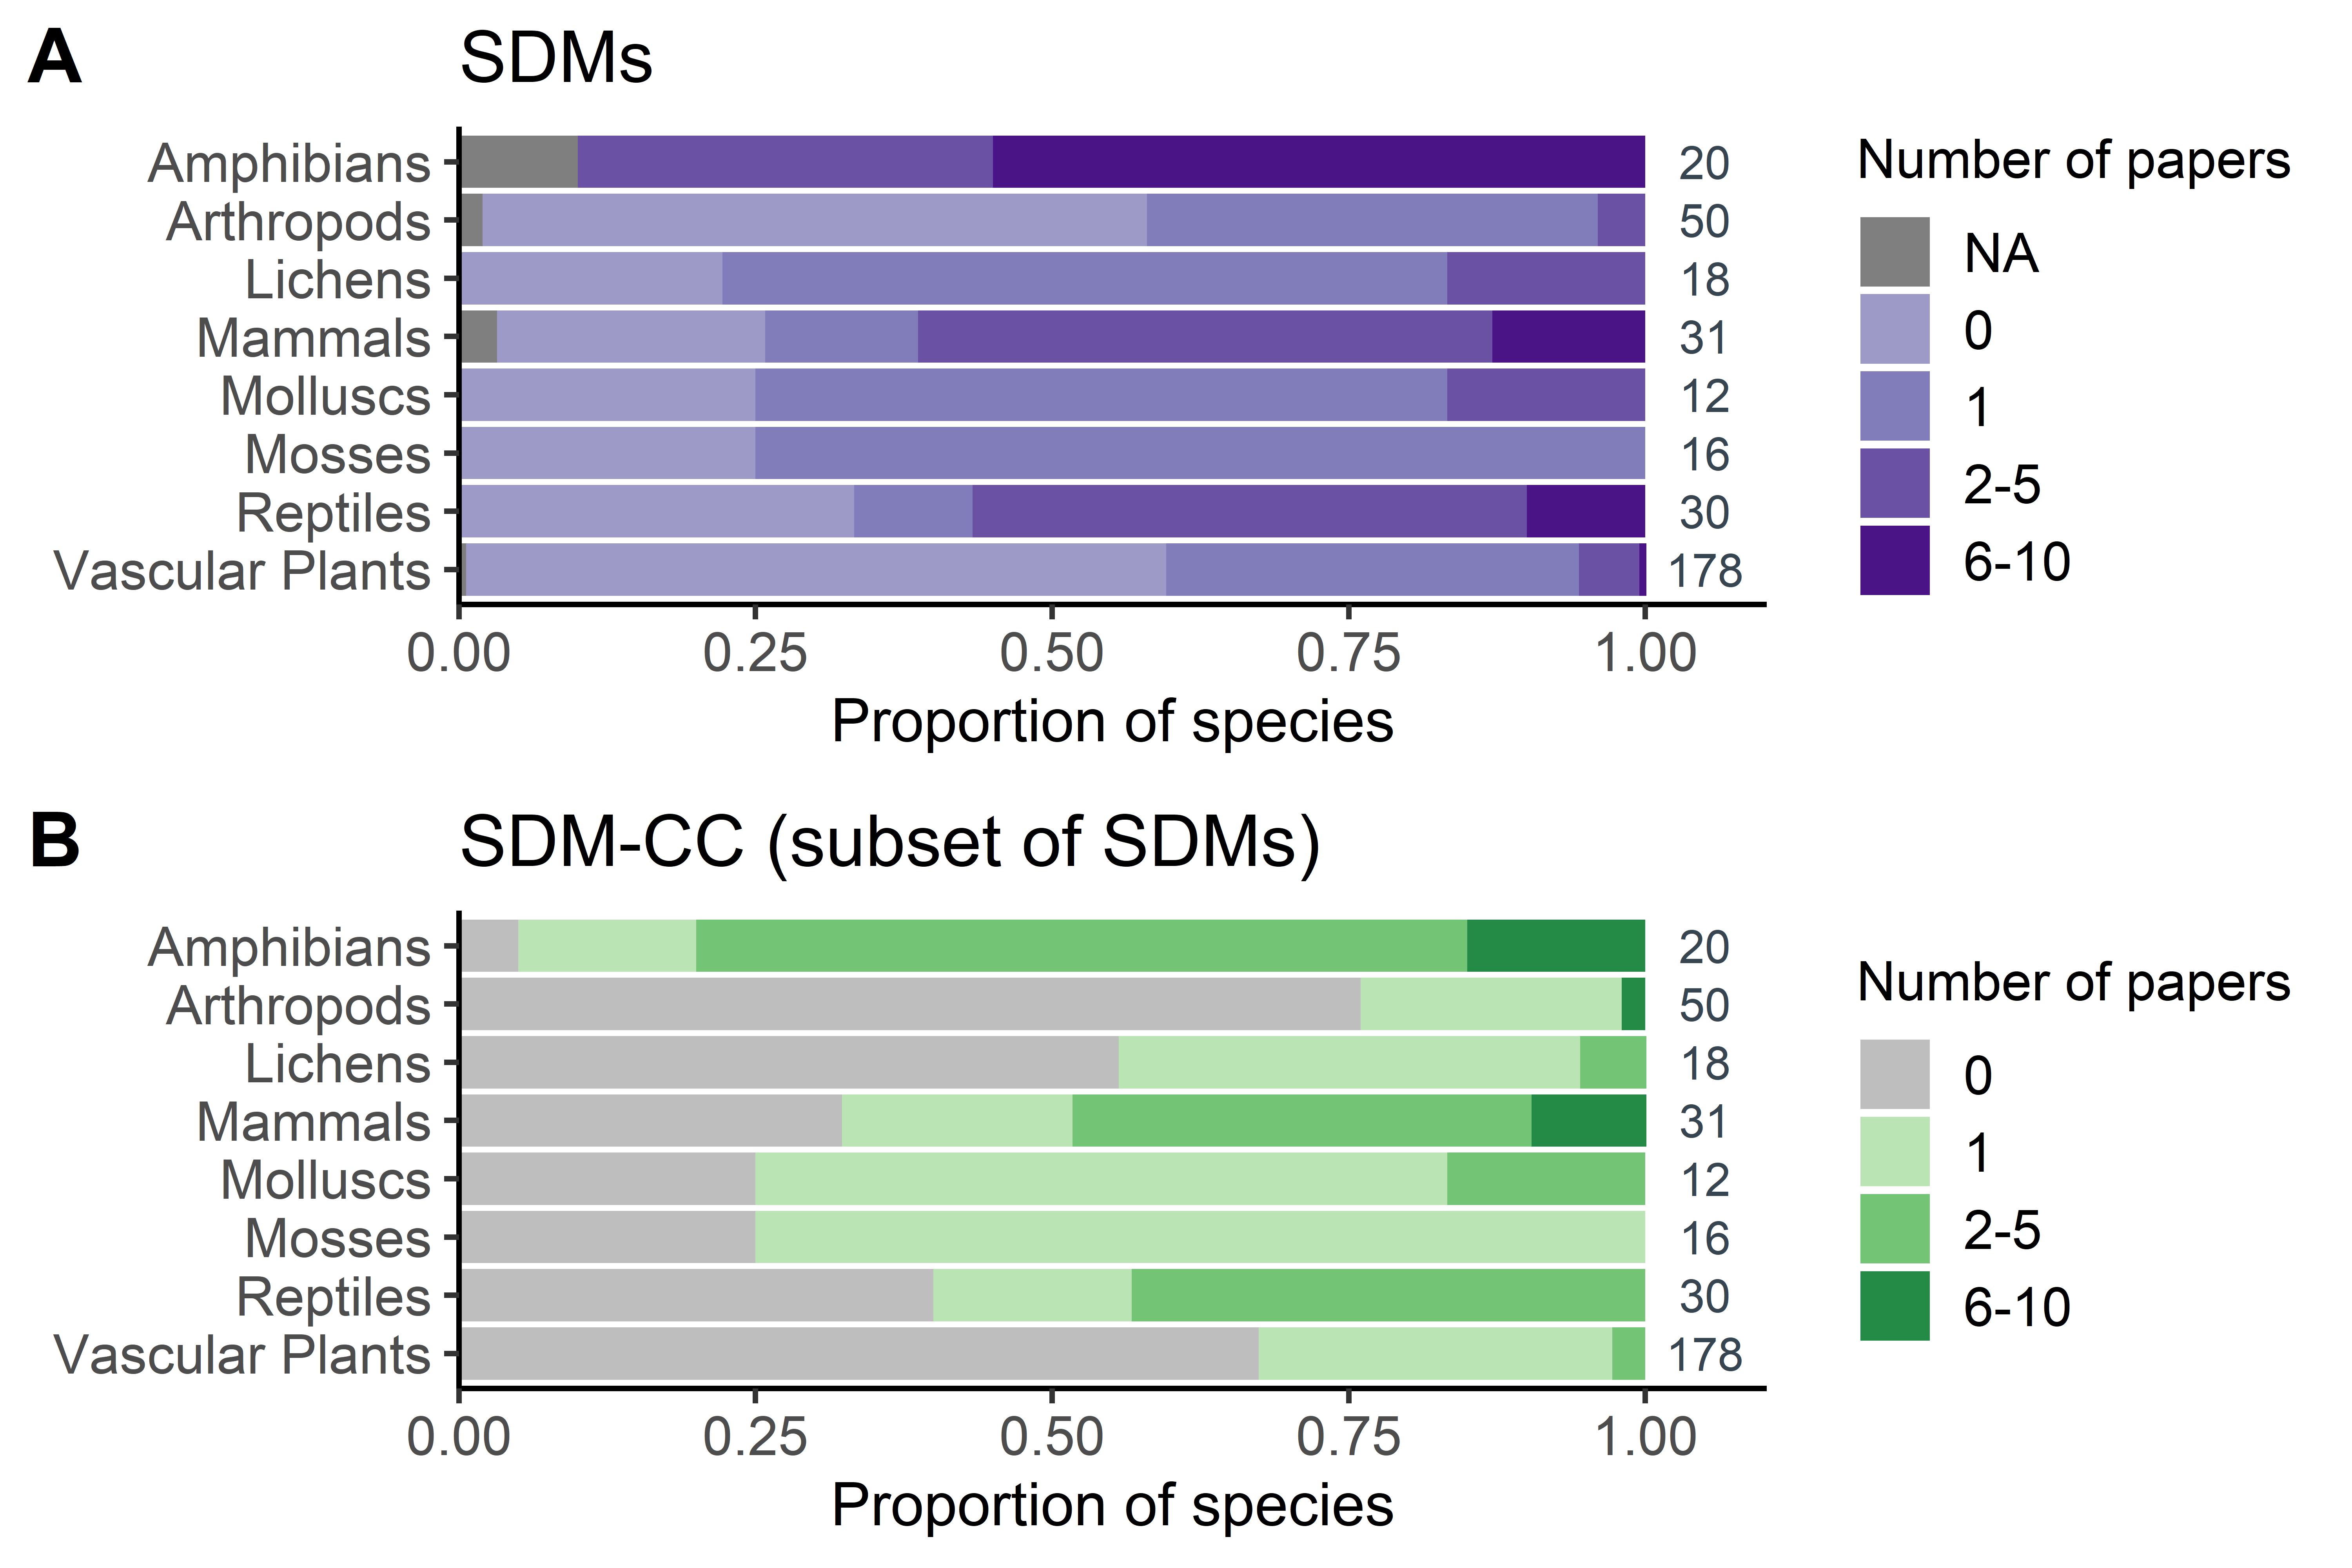 A
SDMs
Amphibians
20
Arthropods
50
Lichens
18
Mammals
31
Molluscs
12
Mosses
16
Reptiles
30
Vascular Plants
178
0.00 0.25 0.50 0.75 1.00
Proportion of species
Number of papers
NA
0
1
2-5
6-10
B
SDM-CC (subset of SDMs)
Amphibians
20
Arthropods
50
Lichens
18
Mammals
31
Molluscs
12
Mosses
16
Reptiles
30
Vascular Plants
178
0.00 0.25 0.50 0.75 1.00
Proportion of species
Number of papers
0
1
2-5
6-10